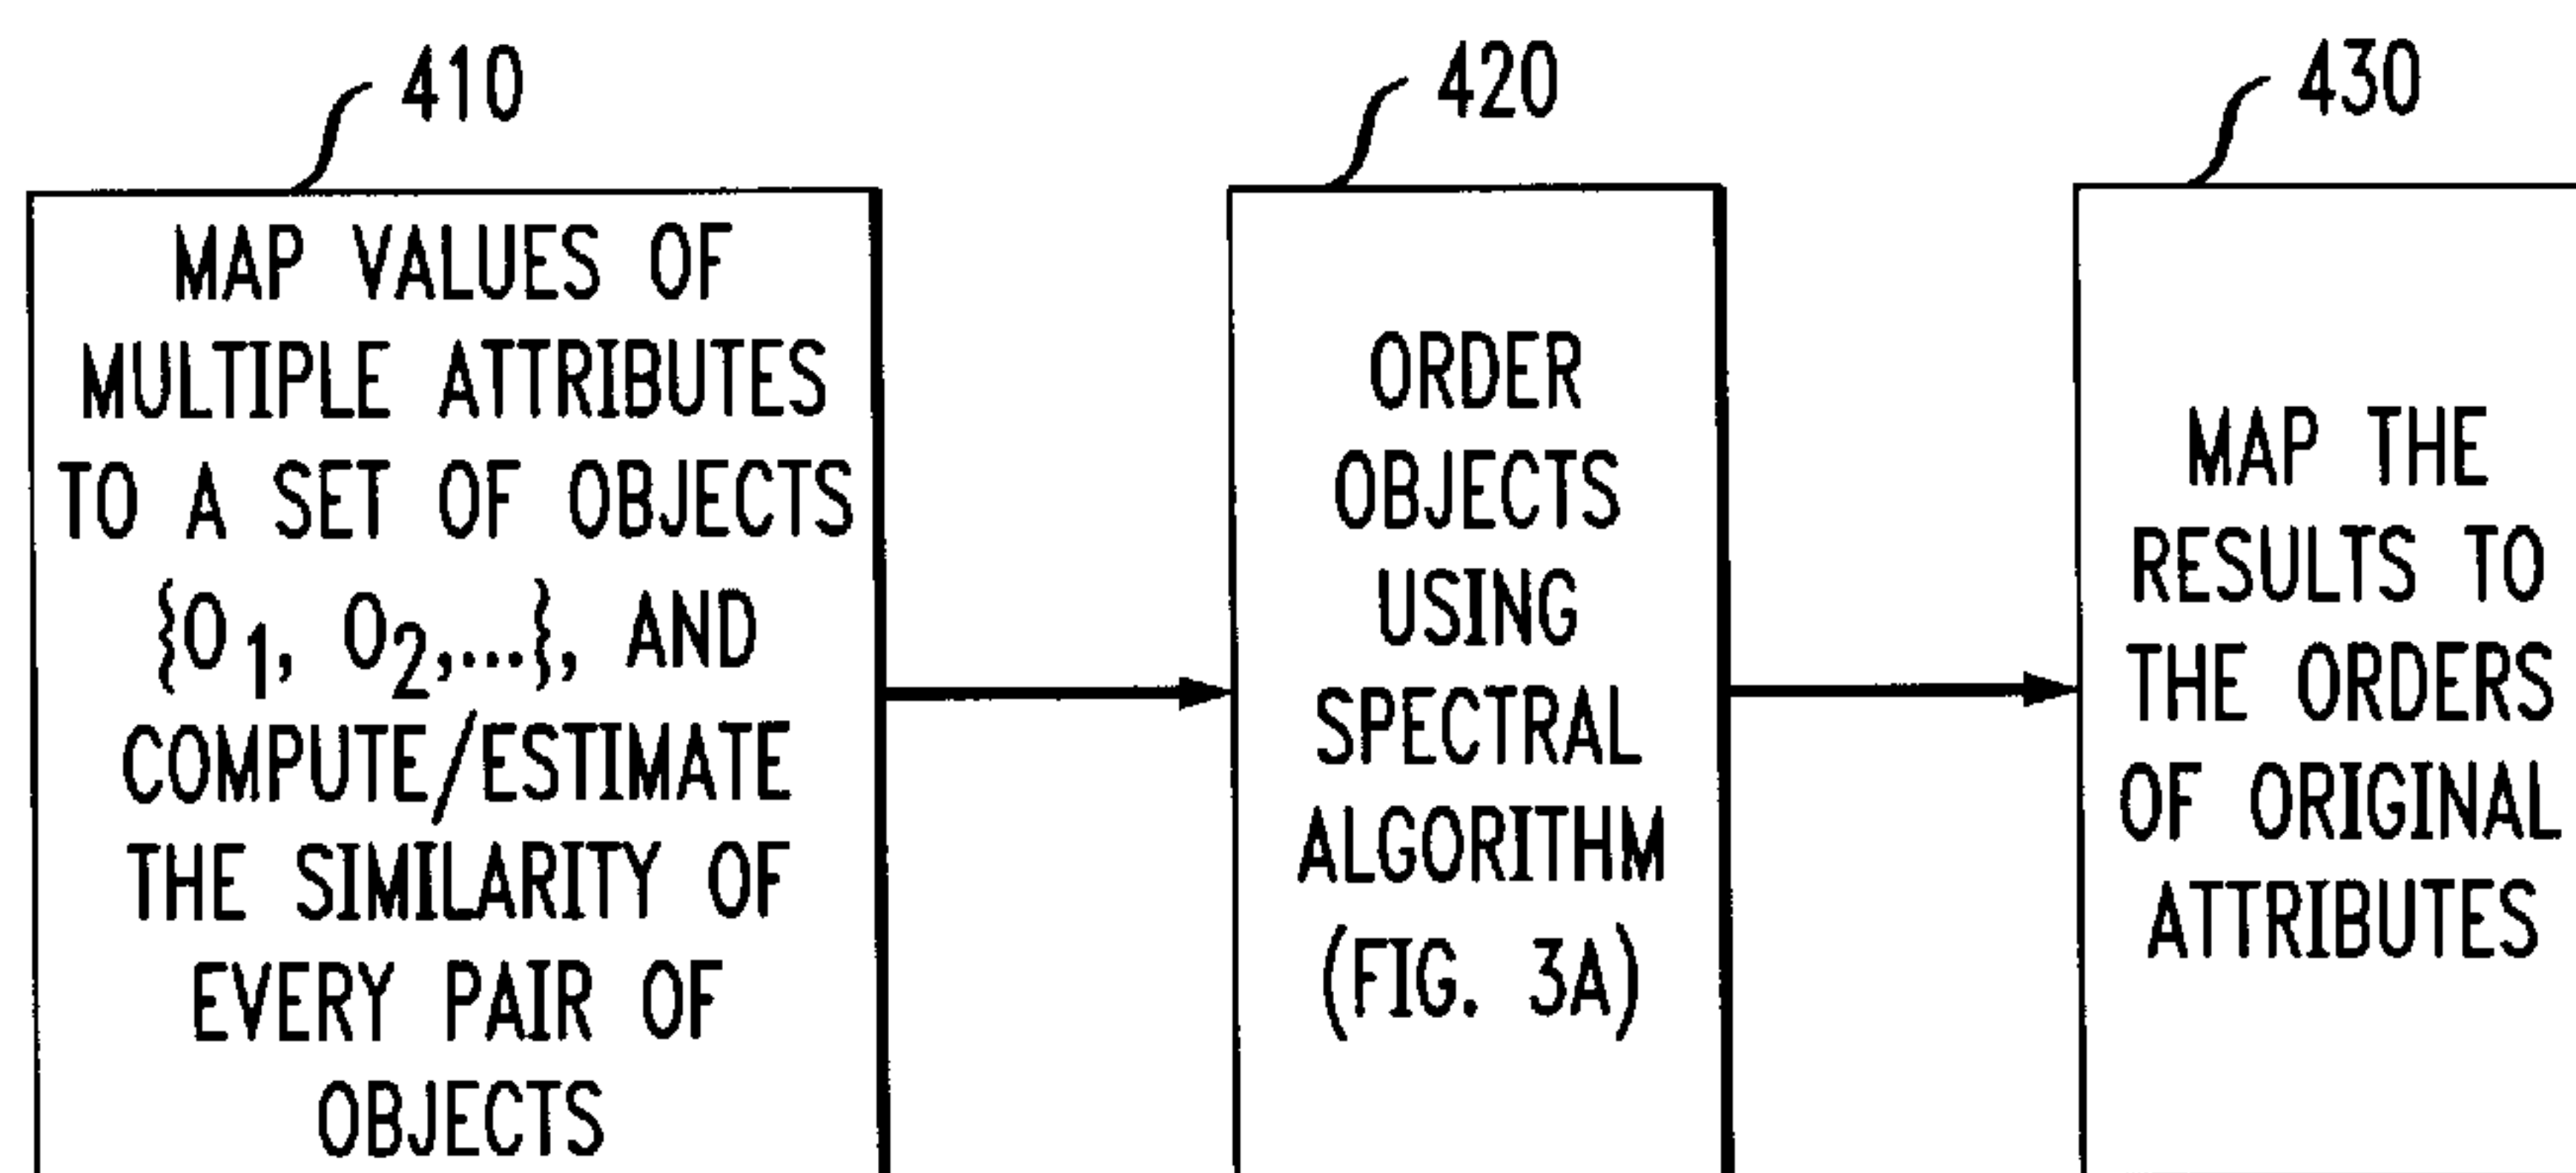 410
MAP VALUES OF
MULTIPLE ATTRIBUTES
TO A SET OF OBJECTS
{O1, O2,...}, AND
COMPUTE/ESTIMATE
THE SIMILARITY OF
EVERY PAIR OF
OBJECTS
420
ORDER
OBJECTS
USING
SPECTRAL
ALGORITHM
(FIG. 3A)
430
MAP THE
RESULTS TO
THE ORDERS
OF ORIGINAL
ATTRIBUTES